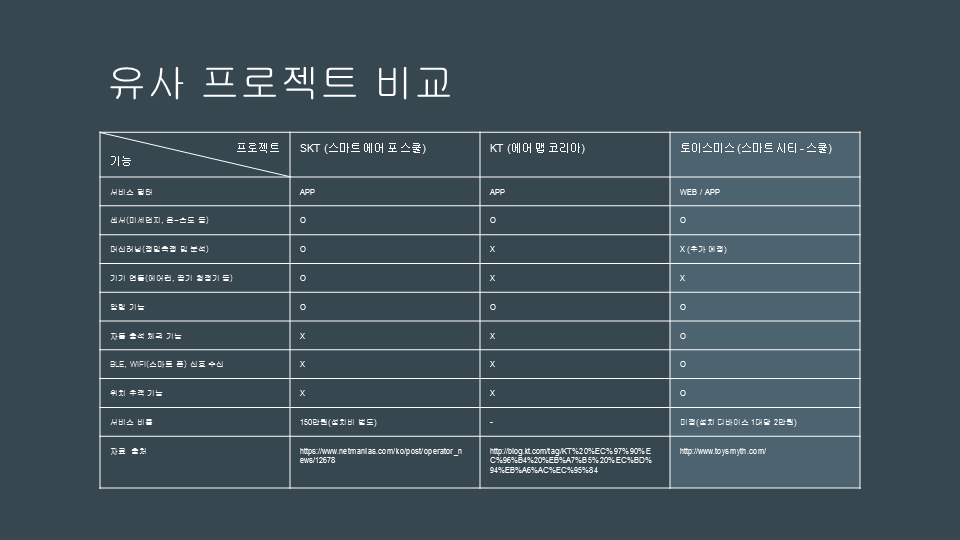 유사 프로젝트 비교
프로젝트
기능
SKT (스마트 에어 포 스쿨)
KT (에어 맵 코리아)
토이스미스 (스마트 시티 - 스쿨)
서비스 형태
APP
APP
WEB / APP
센서(미세먼지, 온-습도 등)
O
O
O
머신러닝(정밀측정 및 분석)
O
X
X (추가 예정)
기기 연동(에어컨, 공기 청정기 등)
O
X
X
알림 기능
O
O
O
자동 출석 체크 기능
X
X
O
BLE, WIFI(스마트 폰) 신호 수신
X
X
O
위치 추적 기능
X
X
O
서비스 비용
150만원(설치비 별도)
-
미정(설치 디바이스 1대당 2만원)
자료 출처
https://www.netmanias.com/ko/post/operator_n
ews/12678
http://blog.kt.com/tag/KT%20%EC%97%90%E
C%96%B4%20%EB%A7%B5%20%EC%BD%
94%EB%A6%AC%EC%95%84
http://www.toysmyth.com/